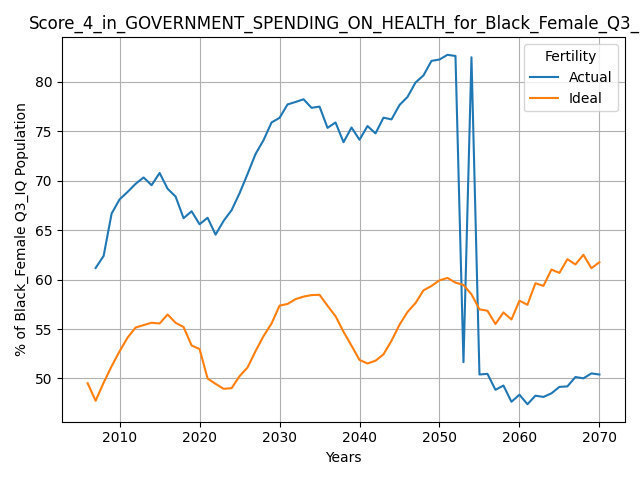 Score_4_in_GOVERNMENT_SPENDING_ON_HEALTH_for_Black_Female_Q3_
Fertility
Actual
Ideal
% of Black_Female Q3_IQ Population
80
75
70
65
60
55
50
2010 2020 2030 2040 2050 2060 2070
Years